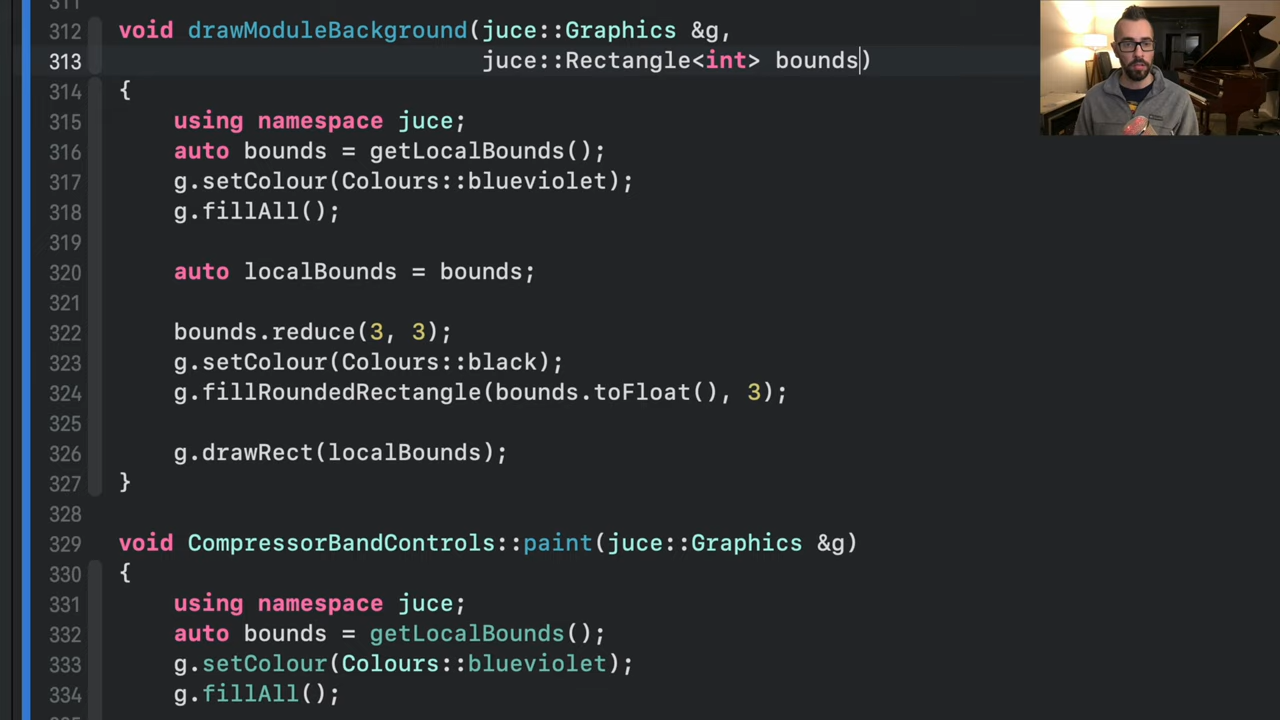 311
312 void drawModuleBackground(juce::Graphics &g,
313 juce::Rectangle<int> bounds)
314 {
315 using namespace juce;
316 auto bounds = getLocalBounds();
317 g.setColour(Colours::blueviolet);
318 g.fillAll();
319
320 auto localBounds = bounds;
321
322 bounds.reduce(3, 3);
323 g.setColour(Colours::black);
324 g.fillRoundedRectangle(bounds.toFloat(), 3);
325
326 g.drawRect(localBounds);
327 }
328
329 void CompressorBandControls::paint(juce::Graphics &g)
330 {
331 using namespace juce;
332 auto bounds = getLocalBounds();
333 g.setColour(Colours::blueviolet);
334 g.fillAll();